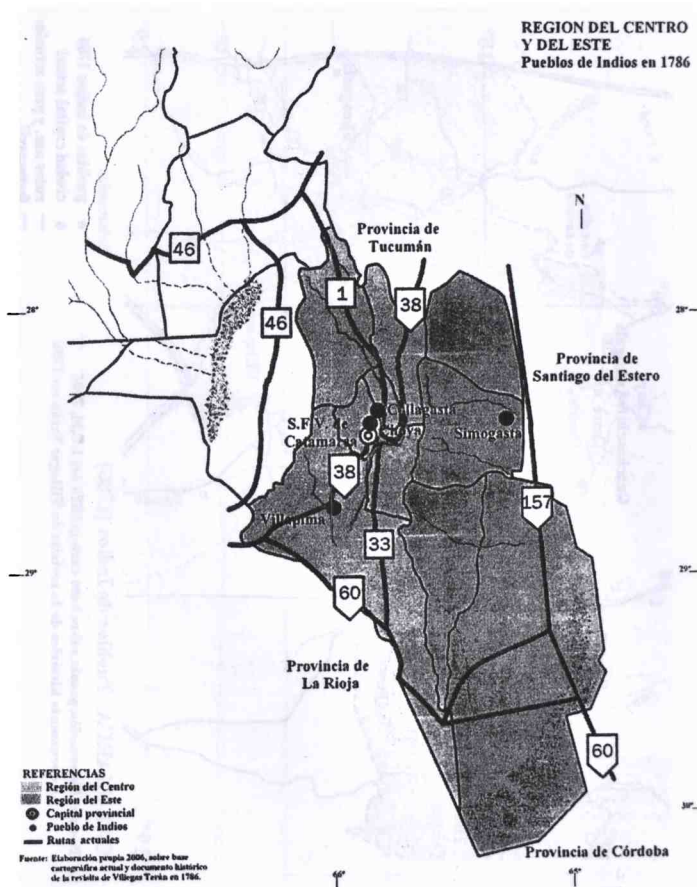 REGION DEL CENTRO
Y DEL ESTE
Pueblos de Indios en 1786
N
Provincia de
Tucumán
46
1
38
28°
46
28°
Provincia de
Santiago del Estero
Collagasta
S.F.V. de
Catamarca
Choya
Simogasta
38
Villapima
157
33
29°
60
29°
Provincia de
La Rioja
60
REFERENCIAS
Región del Centro
Región del Este
Capital provincial
Pueblo de Indios
Rutas actuales
30°
Provincia de Córdoba
Fuente: Elaboración propia 2006, sobre base
cartográfica actual y documento histórico
de la revisita de Villegas Terán en 1786.
66°
65°